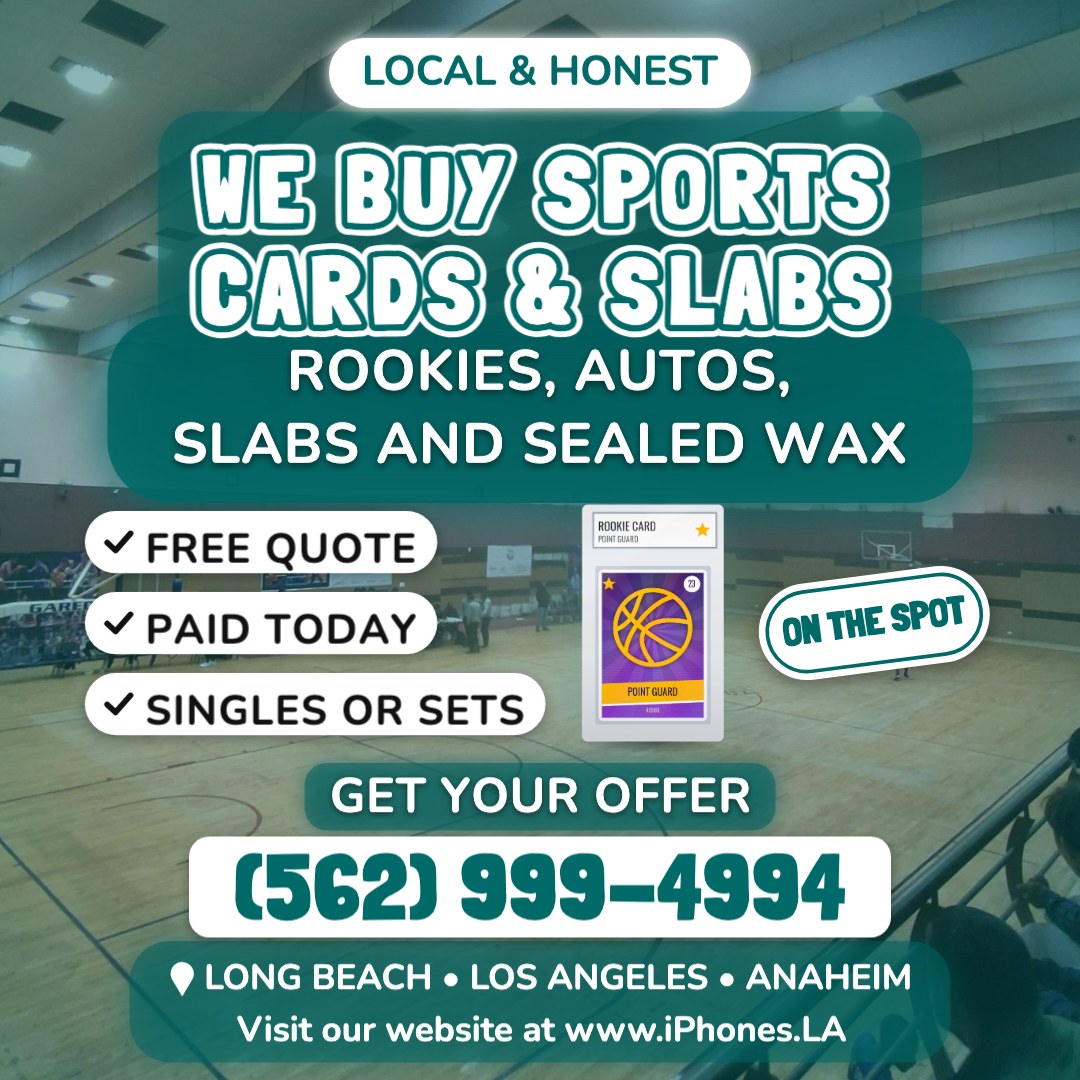 LOCAL & HONEST
WE BUY SPORTS
CARDS & SLABS
ROOKIES, AUTOS,
SLABS AND SEALED WAX
FREE QUOTE
PAID TODAY
SINGLES OR SETS
ROOKIE CARD
POINT GUARD
23
POINT GUARD
ON THE SPOT
GET YOUR OFFER
(562) 999-4994
LONG BEACH • LOS ANGELES • ANAHEIM
Visit our website at www.iPhones.LA